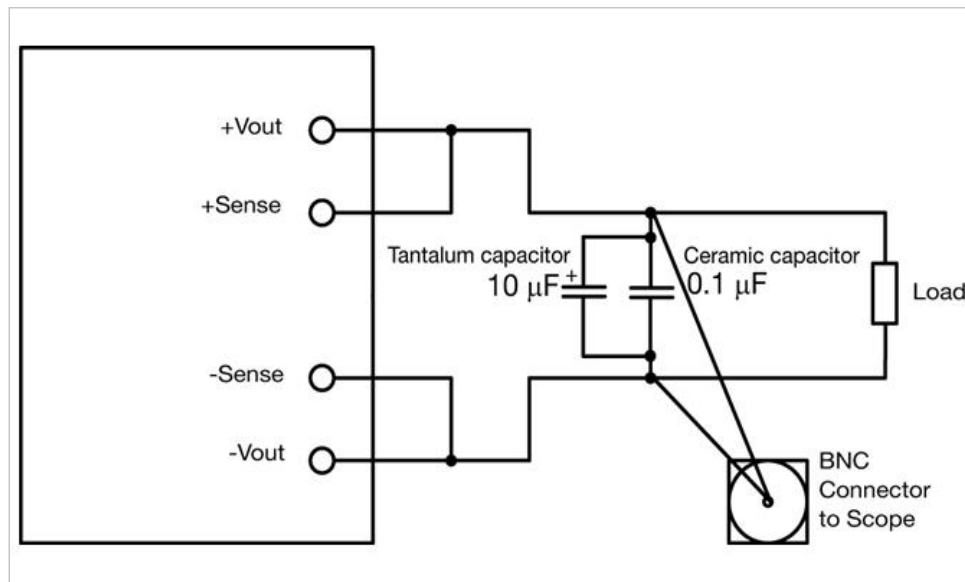 +Vout
+Sense
Tantalum capacitor
10 μF +
Ceramic capacitor
0.1 μF
Load
-Sense
-Vout
BNC
Connector
to Scope